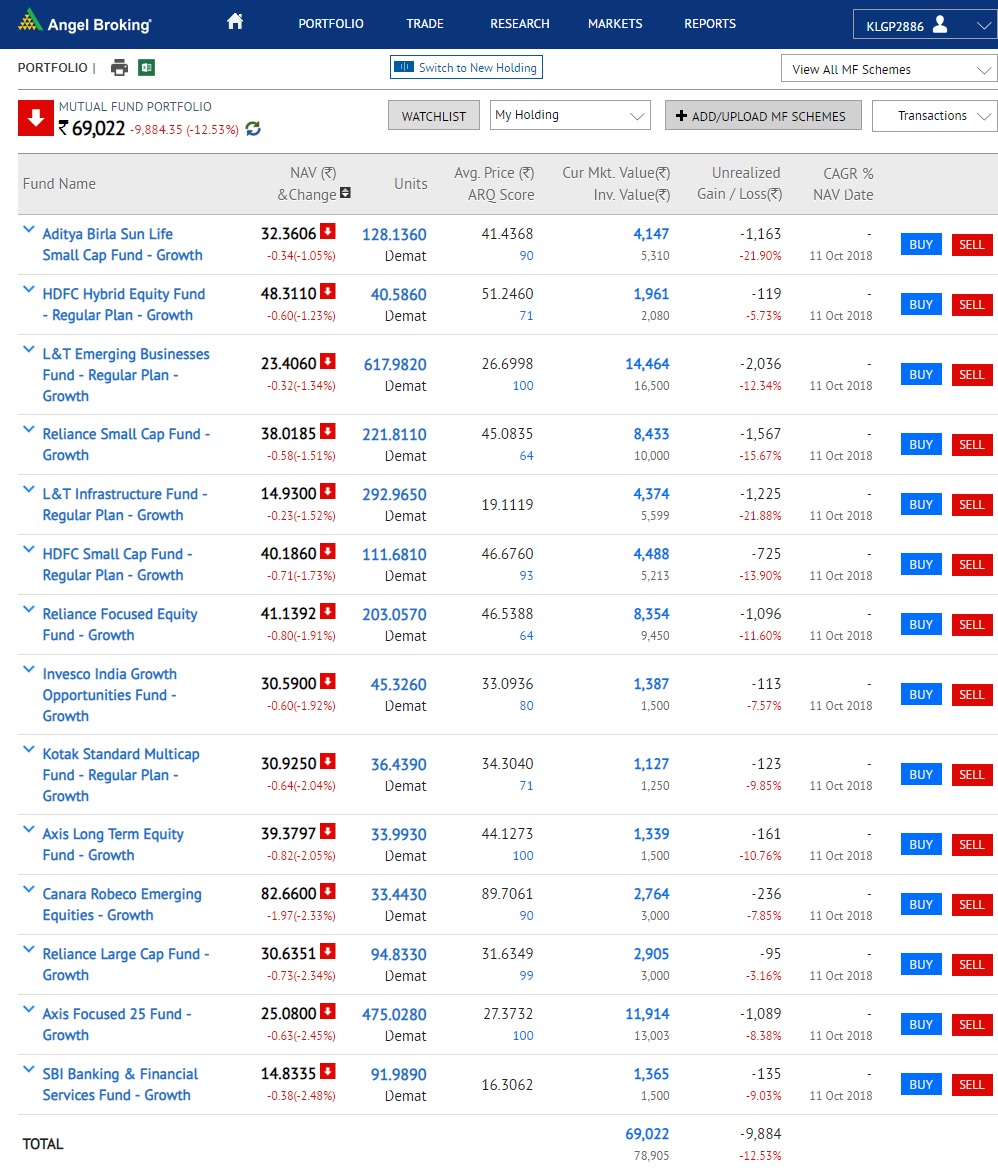 Angel Broking
PORTFOLIO TRADE RESEARCH MARKETS REPORTS KLGP2886
PORTFOLIO | Switch to New Holding View All MF Schemes
MUTUAL FUND PORTFOLIO
₹ 69,022 -9,884.35 (-12.53%)
WATCHLIST My Holding + ADD/UPLOAD MF SCHEMES Transactions
Fund Name NAV (₹) &Change Units Avg. Price (₹) ARQ Score Cur Mkt. Value(₹) Inv. Value(₹) Unrealized Gain / Loss(₹) CAGR % NAV Date
Aditya Birla Sun Life 32.3606 128.1360 41.4368 4,147 -1,163 - BUY SELL
Small Cap Fund - Growth -0.34(-1.05%) Demat 90 5,310 -21.90% 11 Oct 2018
HDFC Hybrid Equity Fund 48.3110 40.5860 51.2460 1,961 -119 - BUY SELL
- Regular Plan - Growth -0.60(-1.23%) Demat 71 2,080 -5.73% 11 Oct 2018
L&T Emerging Businesses
Fund - Regular Plan - 23.4060 617.9820 26.6998 14,464 -2,036 - BUY SELL
Growth -0.32(-1.34%) Demat 100 16,500 -12.34% 11 Oct 2018
Reliance Small Cap Fund - 38.0185 221.8110 45.0835 8,433 -1,567 - BUY SELL
Growth -0.58(-1.51%) Demat 64 10,000 -15.67% 11 Oct 2018
L&T Infrastructure Fund - 14.9300 292.9650 19.1119 4,374 -1,225 - BUY SELL
Regular Plan - Growth -0.23(-1.52%) Demat 5,599 -21.88% 11 Oct 2018
HDFC Small Cap Fund - 40.1860 111.6810 46.6760 4,488 -725 - BUY SELL
Regular Plan - Growth -0.71(-1.73%) Demat 93 5,213 -13.90% 11 Oct 2018
Reliance Focused Equity 41.1392 203.0570 46.5388 8,354 -1,096 - BUY SELL
Fund - Growth -0.80(-1.91%) Demat 64 9,450 -11.60% 11 Oct 2018
Invesco India Growth
Opportunities Fund - 30.5900 45.3260 33.0936 1,387 -113 - BUY SELL
Growth -0.60(-1.92%) Demat 80 1,500 -7.57% 11 Oct 2018
Kotak Standard Multicap
Fund - Regular Plan - 30.9250 36.4390 34.3040 1,127 -123 - BUY SELL
Growth -0.64(-2.04%) Demat 71 1,250 -9.85% 11 Oct 2018
Axis Long Term Equity 39.3797 33.9930 44.1273 1,339 -161 - BUY SELL
Fund - Growth -0.82(-2.05%) Demat 100 1,500 -10.76% 11 Oct 2018
Canara Robeco Emerging 82.6600 33.4430 89.7061 2,764 -236 - BUY SELL
Equities - Growth -1.97(-2.33%) Demat 90 3,000 -7.85% 11 Oct 2018
Reliance Large Cap Fund - 30.6351 94.8330 31.6349 2,905 -95 - BUY SELL
Growth -0.73(-2.34%) Demat 99 3,000 -3.16% 11 Oct 2018
Axis Focused 25 Fund - 25.0800 475.0280 27.3732 11,914 -1,089 - BUY SELL
Growth -0.63(-2.45%) Demat 100 13,003 -8.38% 11 Oct 2018
SBI Banking & Financial 14.8335 91.9890 16.3062 1,365 -135 - BUY SELL
Services Fund - Growth -0.38(-2.48%) Demat 1,500 -9.03% 11 Oct 2018
TOTAL 69,022 -9,884
78,905 -12.53%